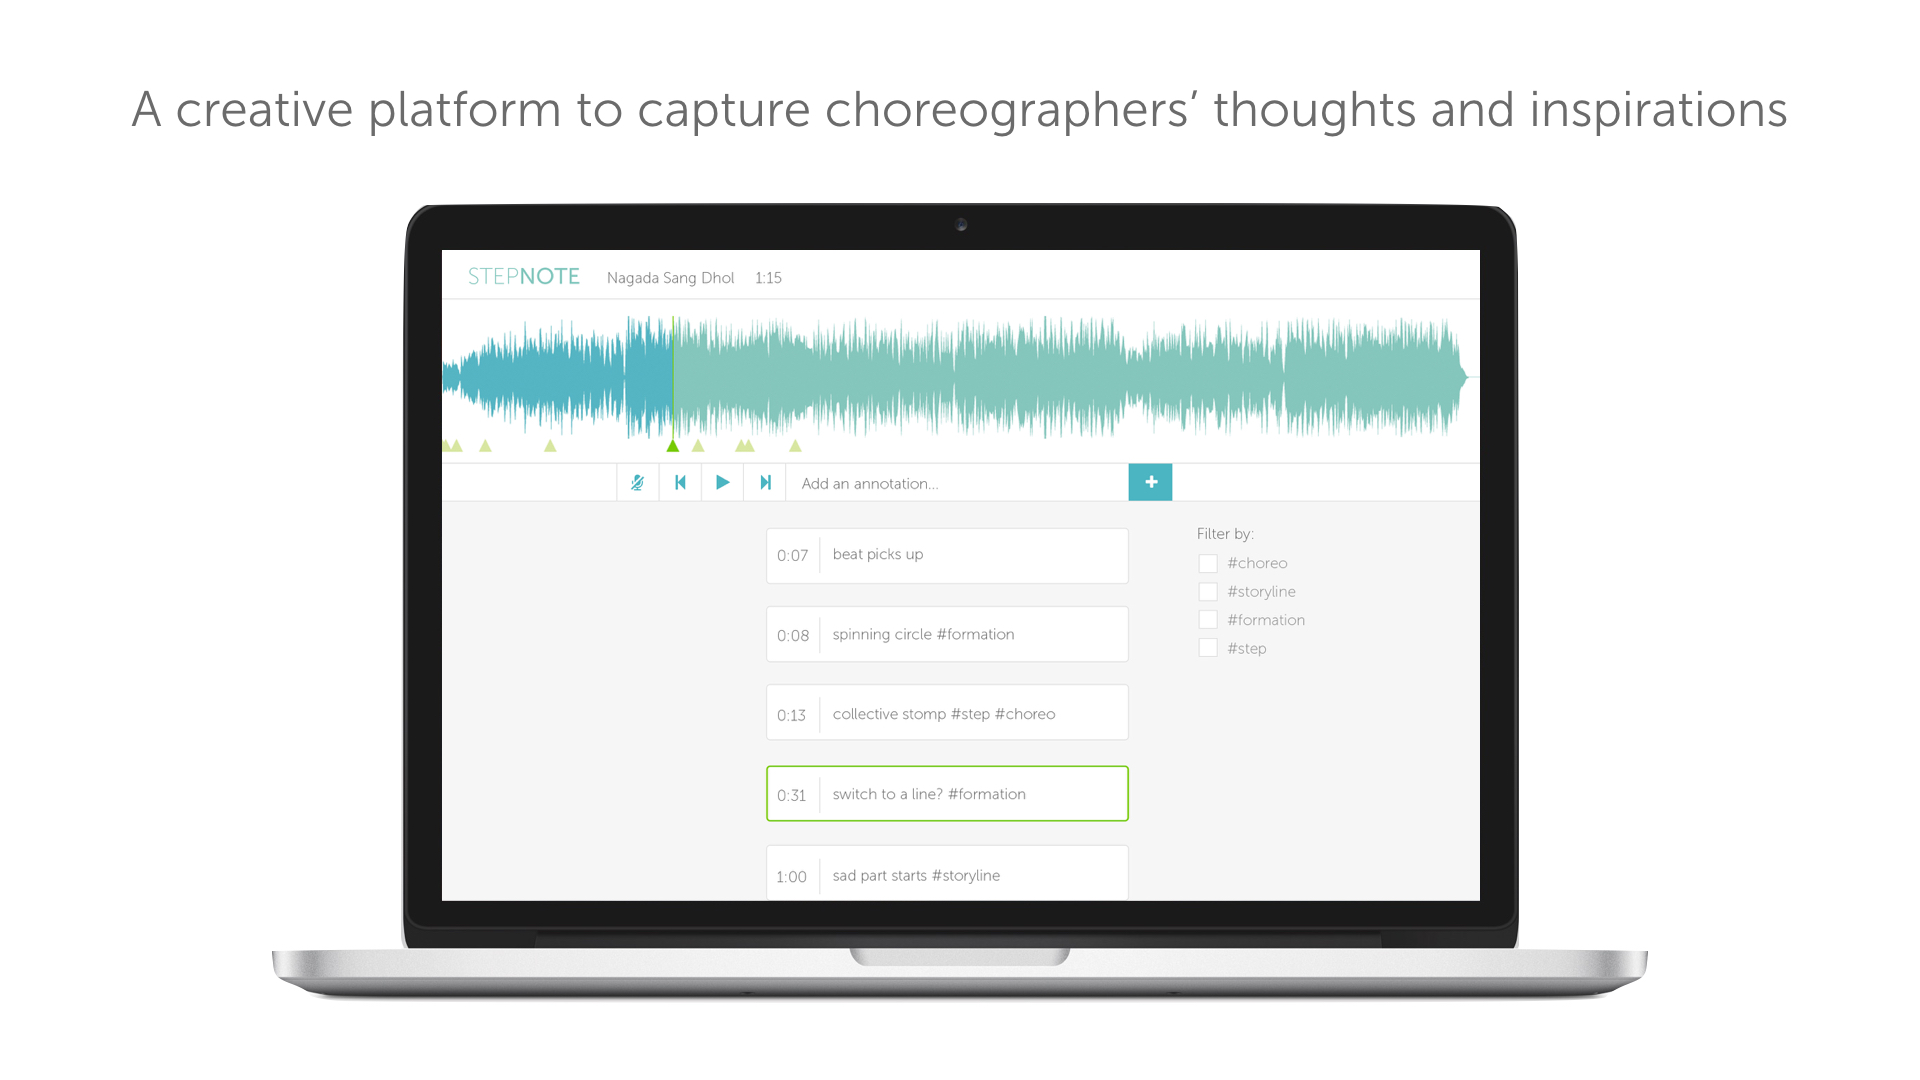 A creative platform to capture choreographers’ thoughts and inspirations
STEPNOTE Nagada Sang Dhol 1:15
Add an annotation...
Filter by:
#choreo
#storyline
#formation
#step
0:07 beat picks up
0:08 spinning circle #formation
0:13 collective stomp #step #choreo
0:31 switch to a line? #formation
1:00 sad part starts #storyline